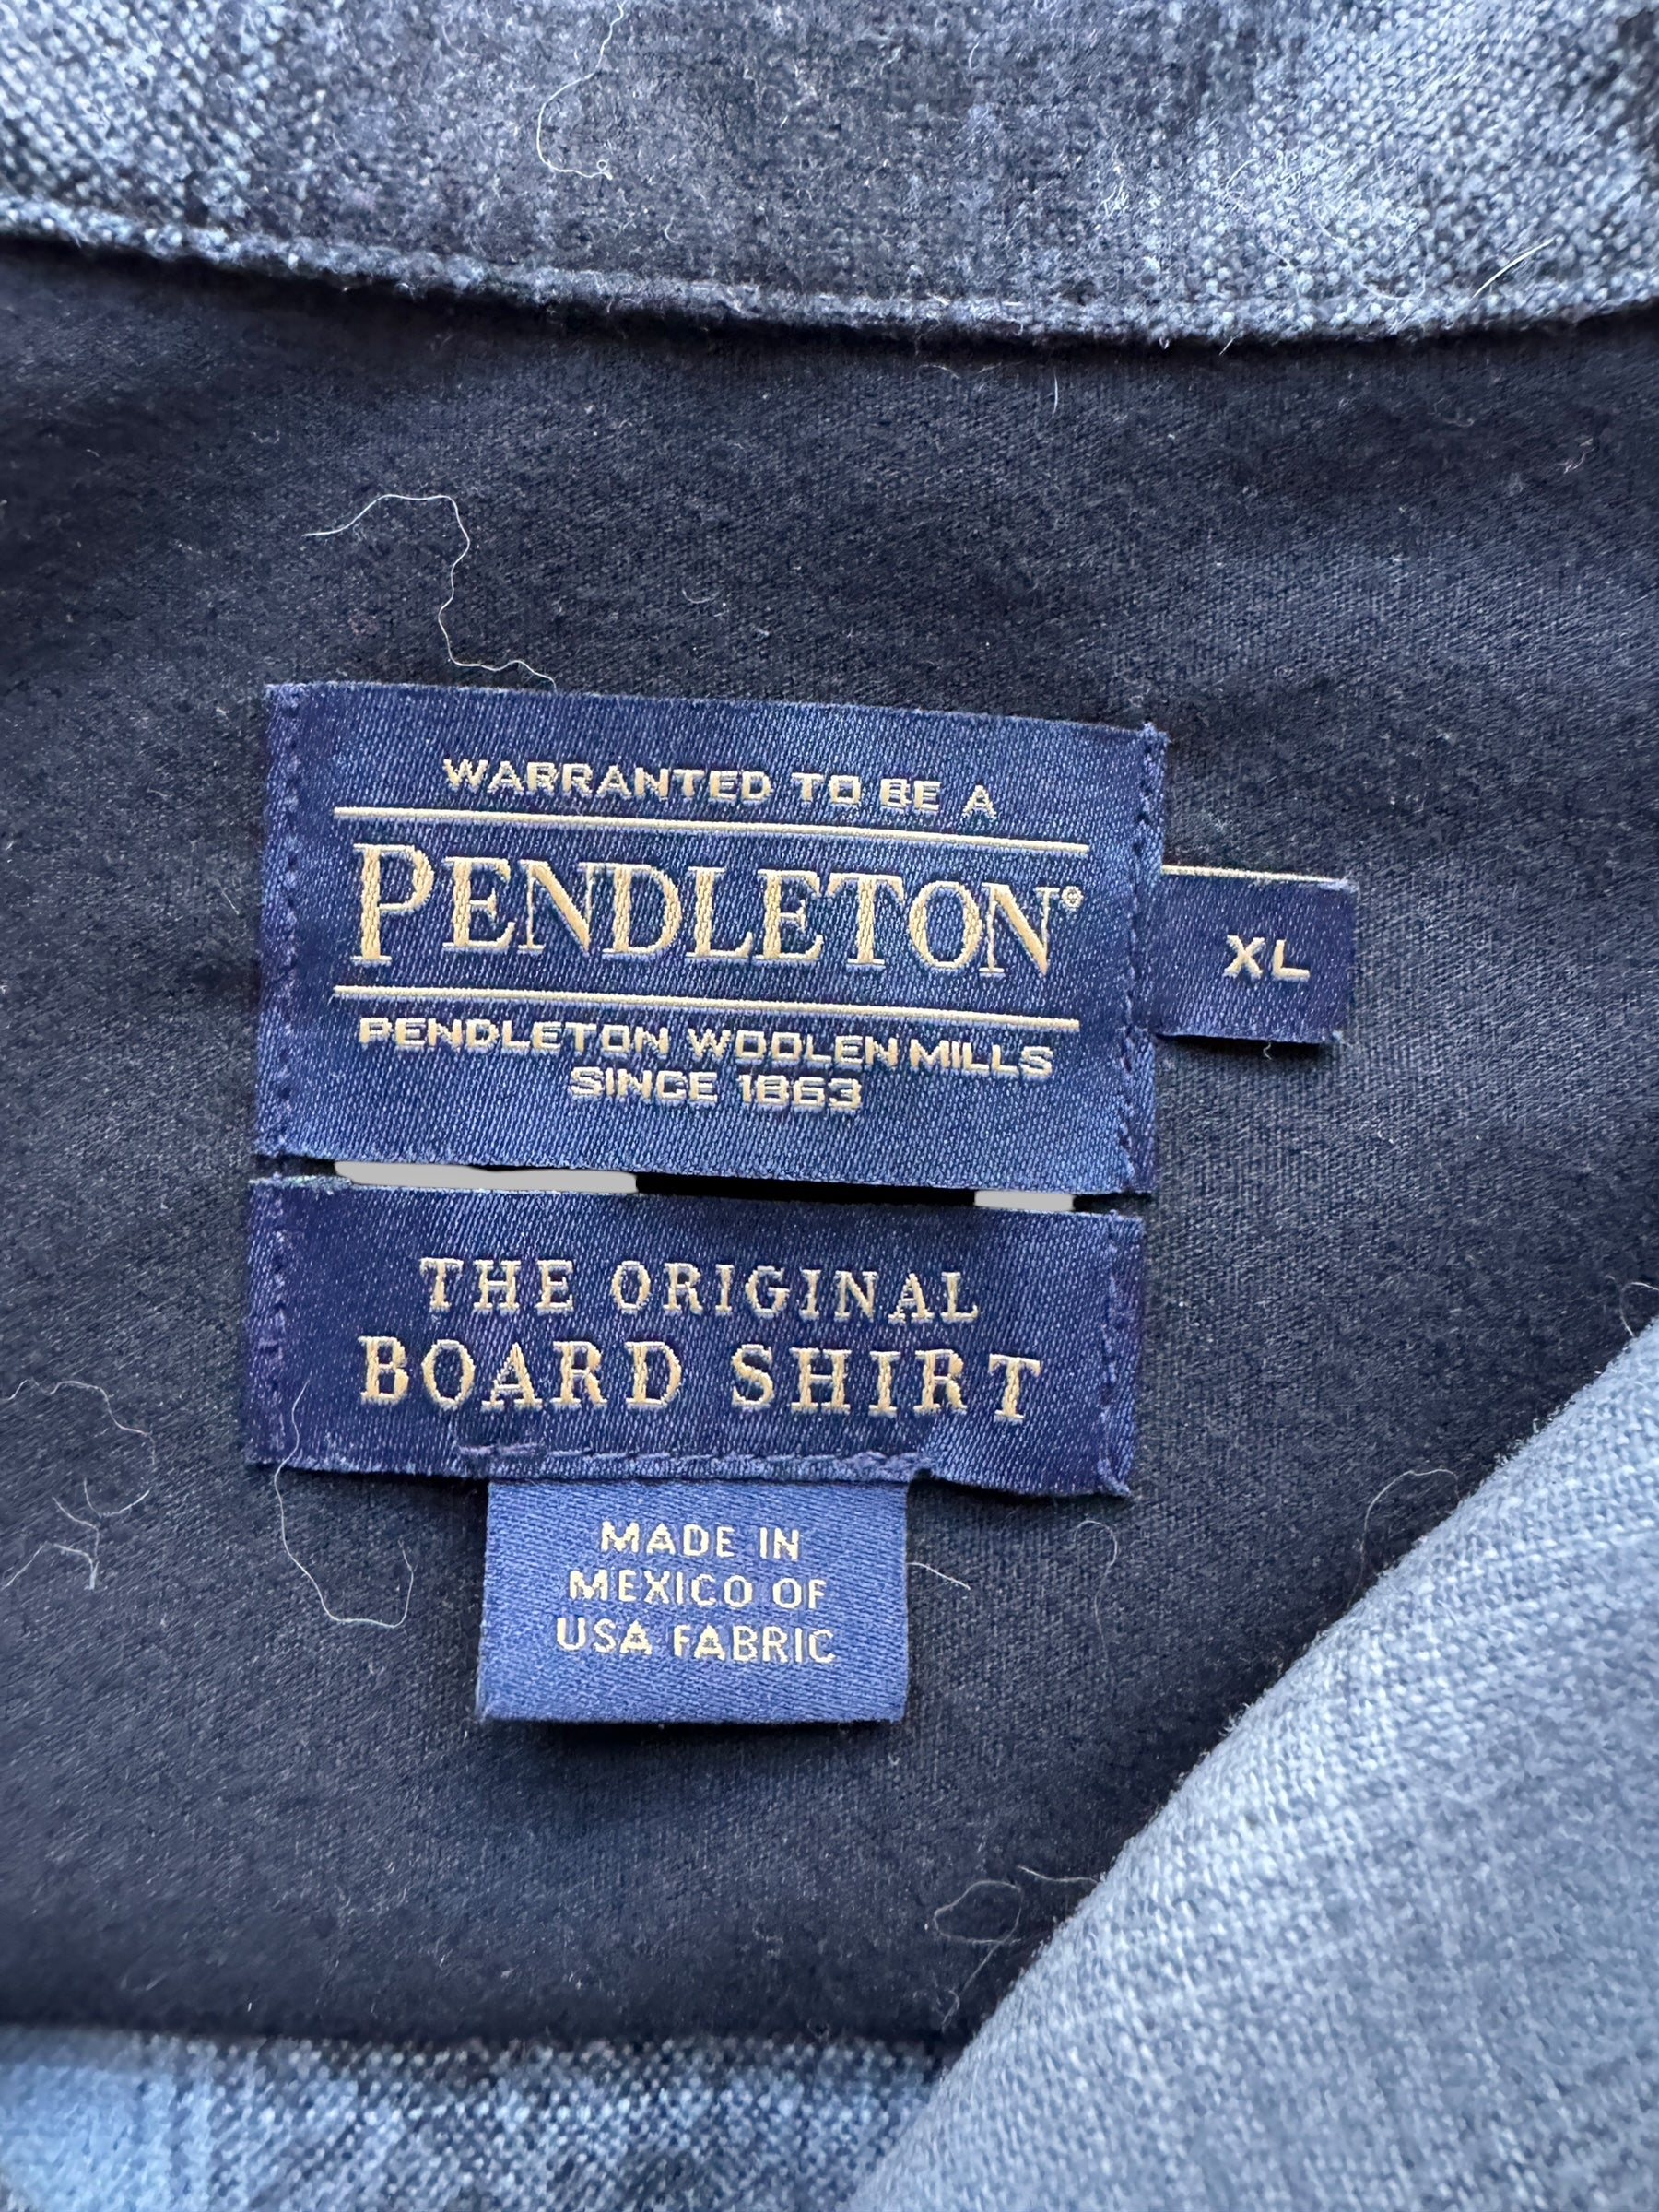 WARRANTED TO BE A
PENDLETON®
PENDLETON WOOLEN MILLS
SINCE 1863
XL
THE ORIGINAL
BOARD SHIRT
MADE IN
MEXICO OF
USA FABRIC